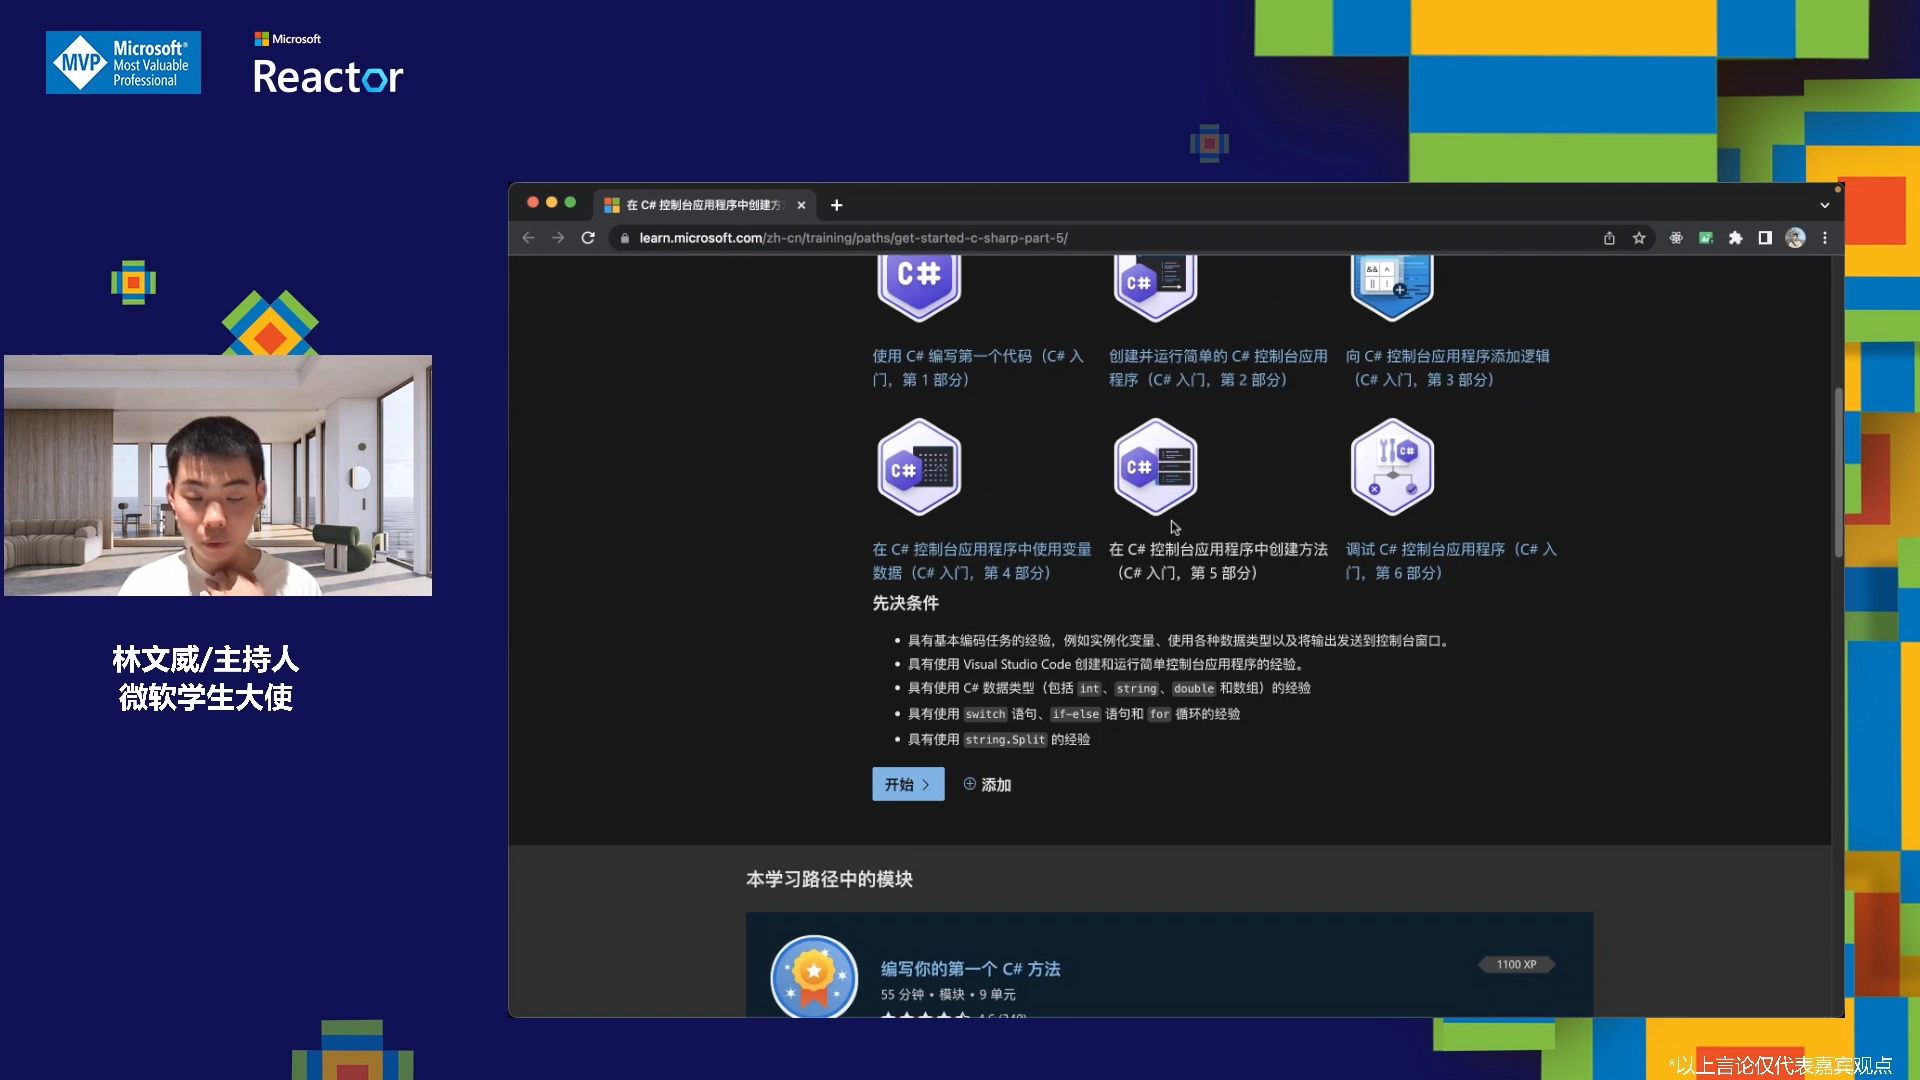 MVP
Microsoft®
Most Valuable
Professional
Microsoft
Reactor
在 C# 控制台应用程序中创建方
learn.microsoft.com/zh-cn/training/paths/get-started-c-sharp-part-5/
C#
C#
&& ^
||  !
使用 C# 编写第一个代码（C# 入
门，第 1 部分）
创建并运行简单的 C# 控制台应用
程序（C# 入门，第 2 部分）
向 C# 控制台应用程序添加逻辑
（C# 入门，第 3 部分）
C#
C#
C#
在 C# 控制台应用程序中使用变量
数据（C# 入门，第 4 部分）
在 C# 控制台应用程序中创建方法
（C# 入门，第 5 部分）
调试 C# 控制台应用程序（C# 入
门，第 6 部分）
先决条件
• 具有基本编码任务的经验，例如实例化变量、使用各种数据类型以及将输出发送到控制台窗口。
• 具有使用 Visual Studio Code 创建和运行简单控制台应用程序的经验。
• 具有使用 C# 数据类型（包括 int、string、double 和数组）的经验
• 具有使用 switch 语句、if-else 语句和 for 循环的经验
• 具有使用 string.Split 的经验
开始
添加
本学习路径中的模块
编写你的第一个 C# 方法
1100 XP
55 分钟 • 模块 • 9 单元
林文威/主持人
微软学生大使
*以上言论仅代表嘉宾观点